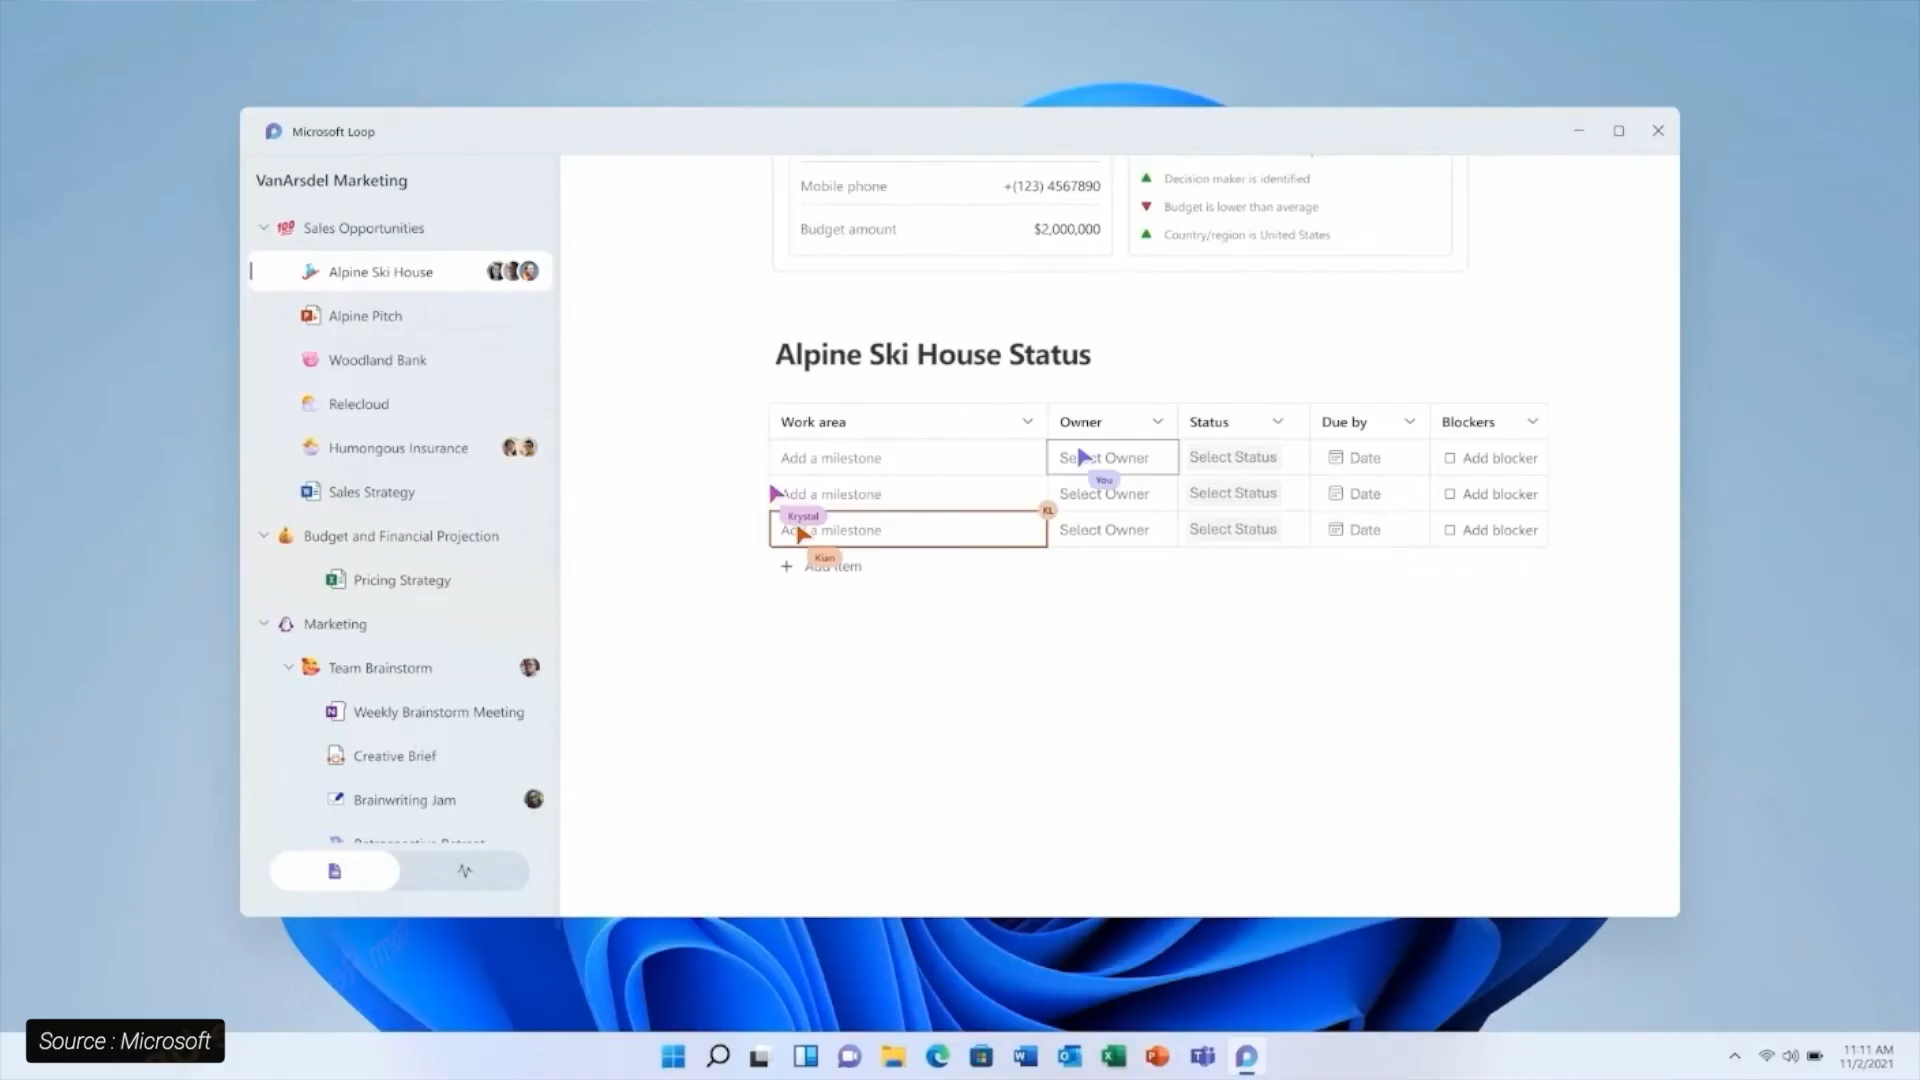 Microsoft Loop
VanArsdel Marketing
Sales Opportunities
Alpine Ski House
Alpine Pitch
Woodland Bank
Relecloud
Humongous Insurance
Sales Strategy
Budget and Financial Projection
Pricing Strategy
Marketing
Team Brainstorm
Weekly Brainstorm Meeting
Creative Brief
Brainwriting Jam
Mobile phone +(123) 4567890
Budget amount $2,000,000
Decision maker is identified
Budget is lower than average
Country/region is United States
Alpine Ski House Status
Work area Owner Status Due by Blockers
Add a milestone Select Owner Select Status Date Add blocker
You
Add a milestone Select Owner Select Status Date Add blocker
Krystal
KL
Add a milestone Select Owner Select Status Date Add blocker
Kian
Add item
Source : Microsoft
11:11 AM
11/2/2021